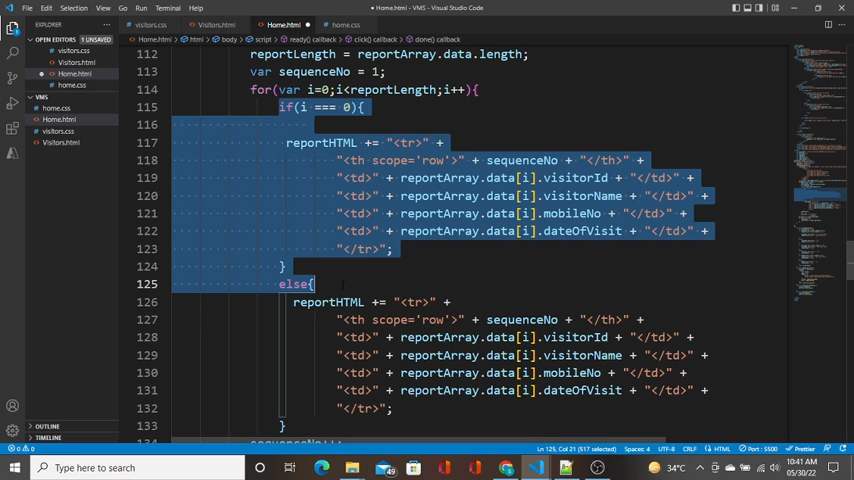 File Edit Selection View Go Run Terminal Help
● Home.html - VMS - Visual Studio Code
EXPLORER ···
visitors.css Visitors.html Home.html ● home.css
OPEN EDITORS 1 unsaved
visitors.css
Visitors.html
● Home.html
home.css
VMS
home.css
Home.html
visitors.css
Visitors.html
OUTLINE
TIMELINE
Home.html > html > body > script > ready() callback > click() callback > done() callback
112 reportLength = reportArray.data.length;
113 var sequenceNo = 1;
114 for(var i=0;i<reportLength;i++){
115 if(i === 0){
116
117 reportHTML += "<tr>" +
118 "<th scope='row'>" + sequenceNo + "</th>" +
119 "<td>" + reportArray.data[i].visitorId + "</td>" +
120 "<td>" + reportArray.data[i].visitorName + "</td>" +
121 "<td>" + reportArray.data[i].mobileNo + "</td>" +
122 "<td>" + reportArray.data[i].dateOfVisit + "</td>" +
123 "</tr>";
124 }
125 else{
126 reportHTML += "<tr>" +
127 "<th scope='row'>" + sequenceNo + "</th>" +
128 "<td>" + reportArray.data[i].visitorId + "</td>" +
129 "<td>" + reportArray.data[i].visitorName + "</td>" +
130 "<td>" + reportArray.data[i].mobileNo + "</td>" +
131 "<td>" + reportArray.data[i].dateOfVisit + "</td>" +
132 "</tr>";
133 }
134 sequenceNo++;
0 0 Ln 125, Col 21 (517 selected) Spaces: 4 UTF-8 CRLF HTML Port : 5500 Prettier
Type here to search 49 34°C 10:41 AM
05/30/22